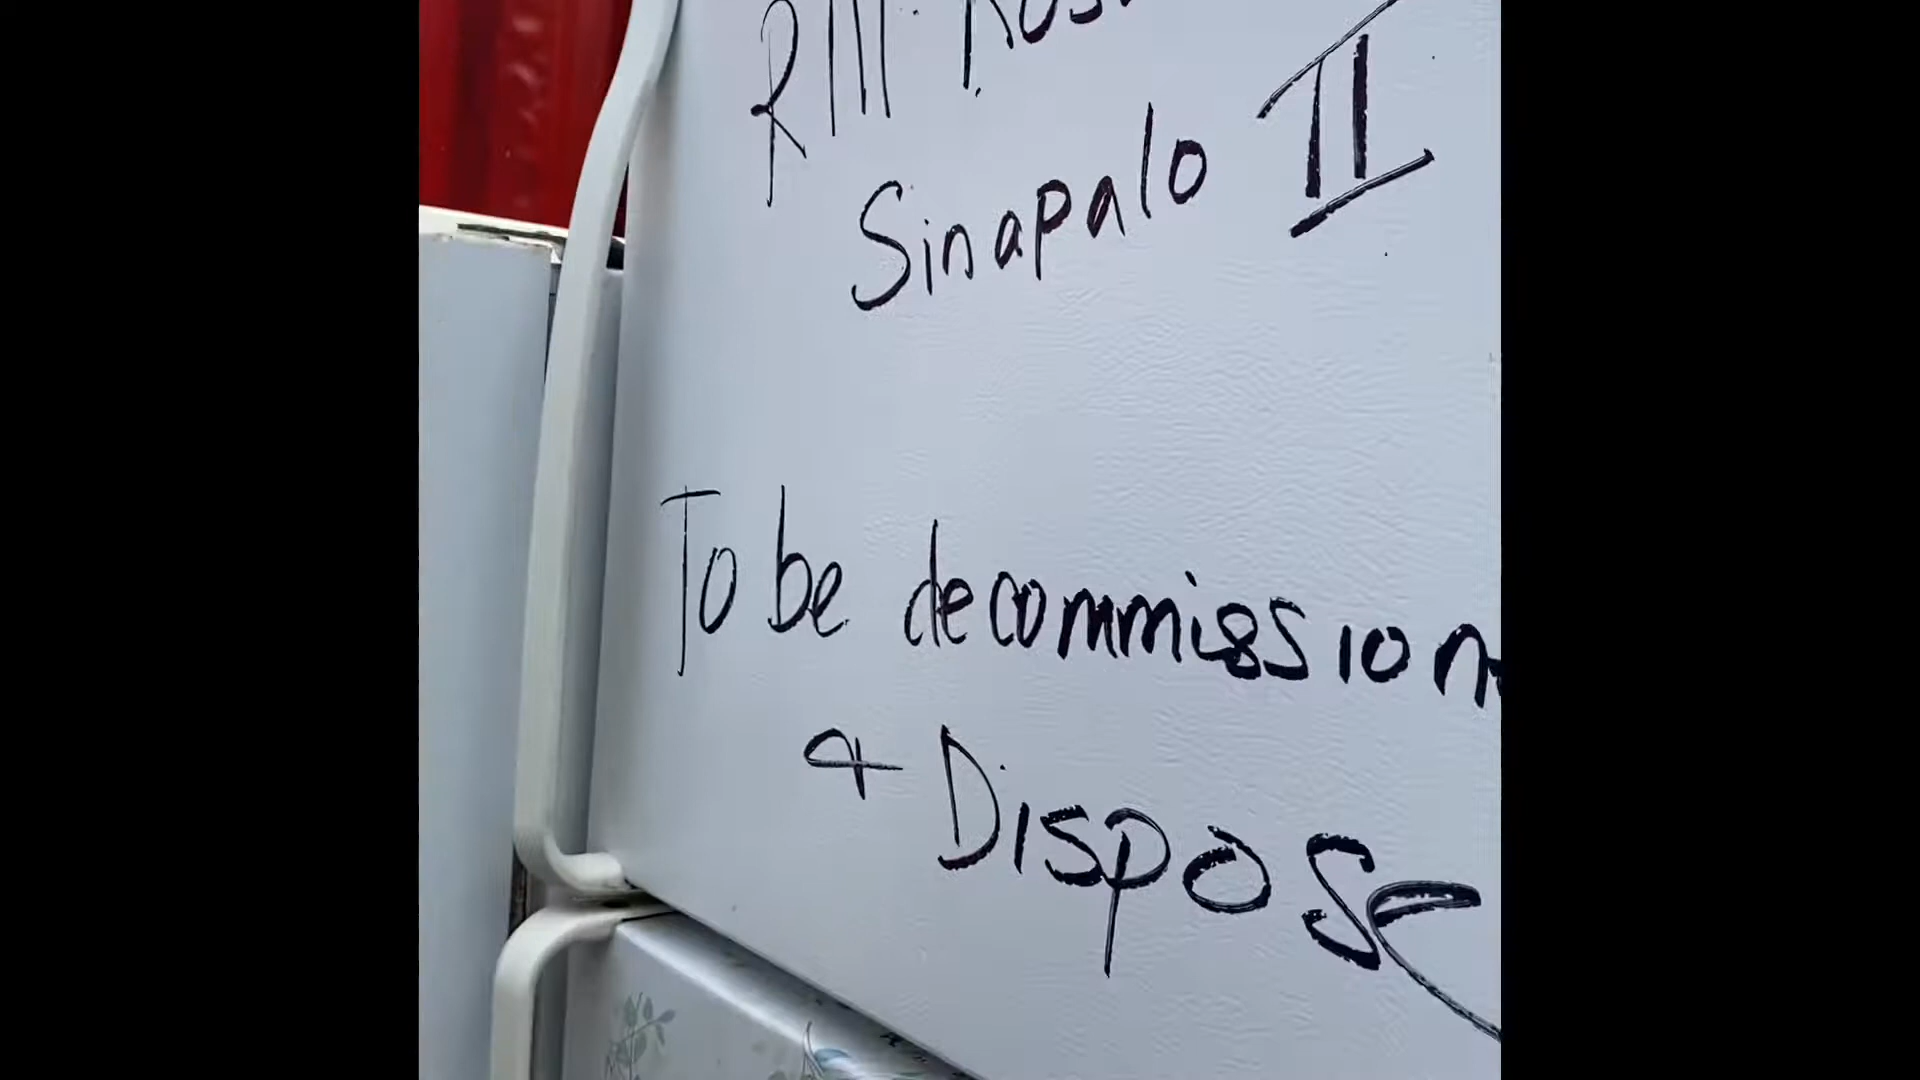 Sinapalo II
To be decommission
& Dispose